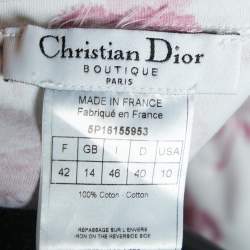 Christian Dior
BOUTIQUE
PARIS
MADE IN FRANCE
Fabriqué en France
5P16155953
F GB I D USA
42 14 46 40 10
100% Coton - Cotton
REPASSAGE SUR L'ENVERS
IRON ON THE REVERSIBLE SIDE